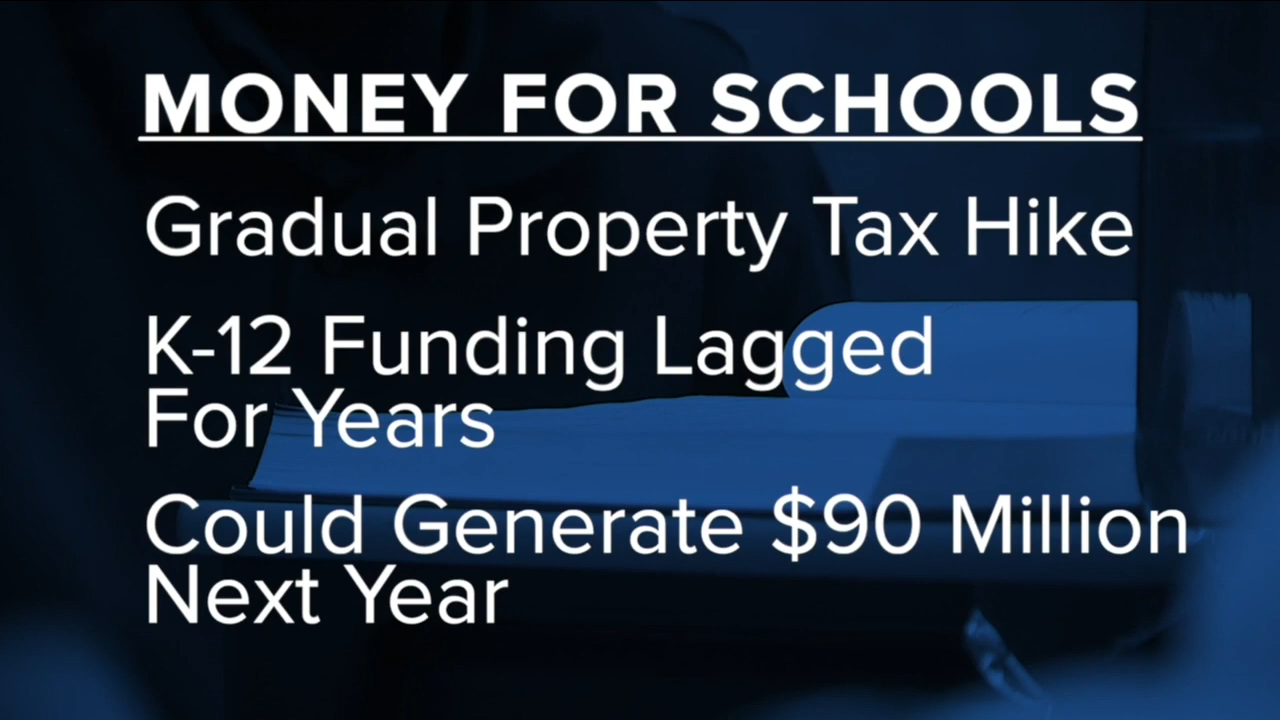 MONEY FOR SCHOOLS
Gradual Property Tax Hike
K-12 Funding Lagged
For Years
Could Generate $90 Million
Next Year